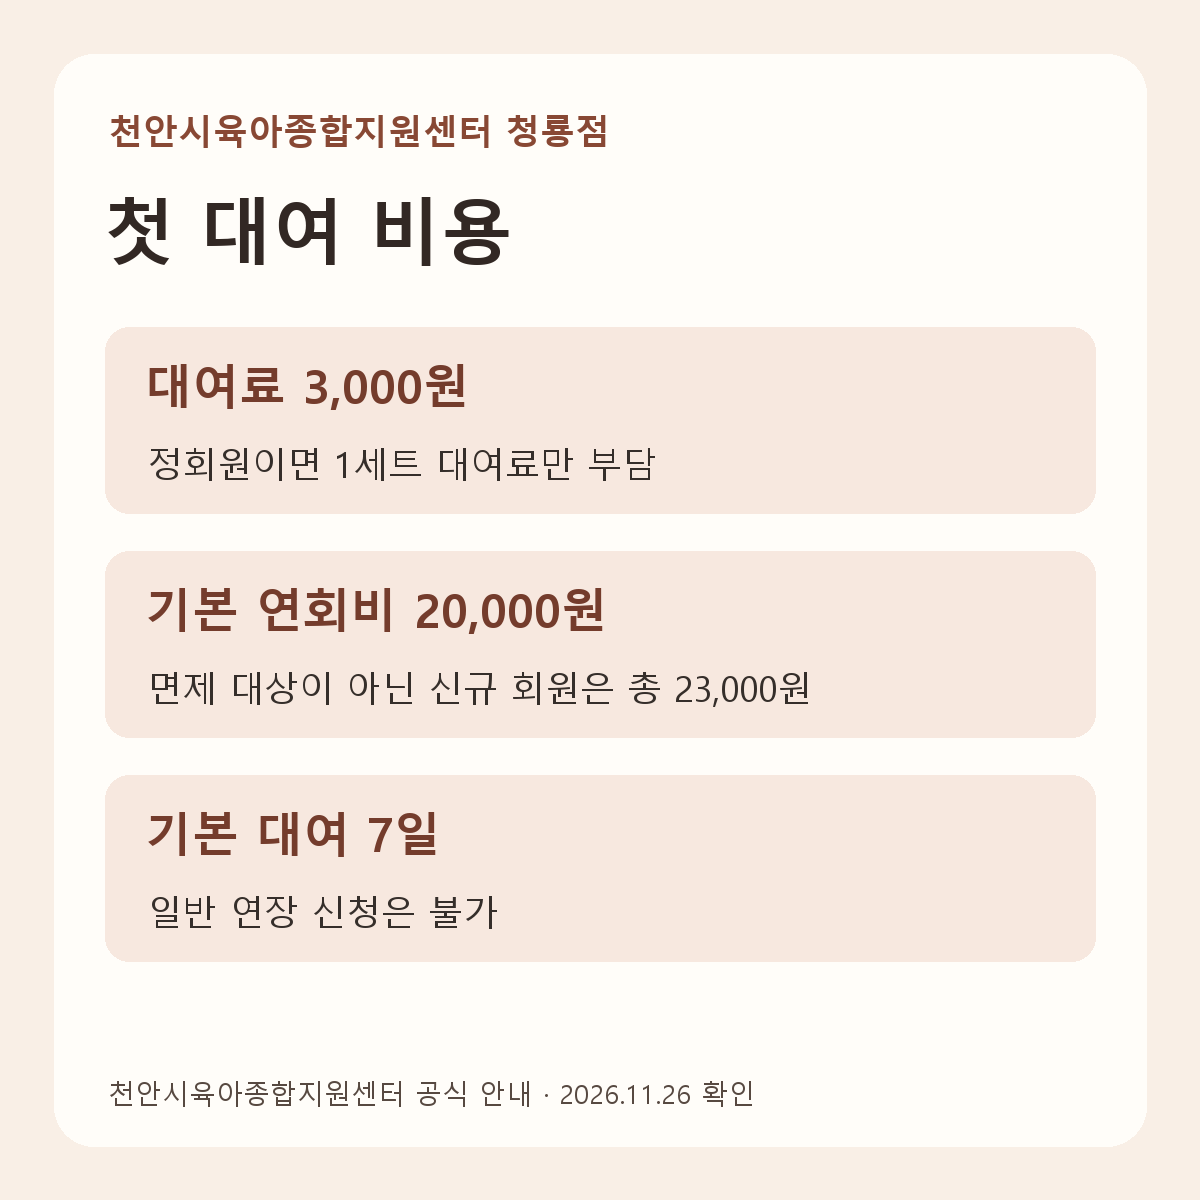 천안시육아종합지원센터 청룡점
첫 대여 비용
대여료 3,000원
정회원이면 1세트 대여료만 부담
기본 연회비 20,000원
면제 대상이 아닌 신규 회원은 총 23,000원
기본 대여 7일
일반 연장 신청은 불가
천안시육아종합지원센터 공식 안내 · 2026.11.26 확인